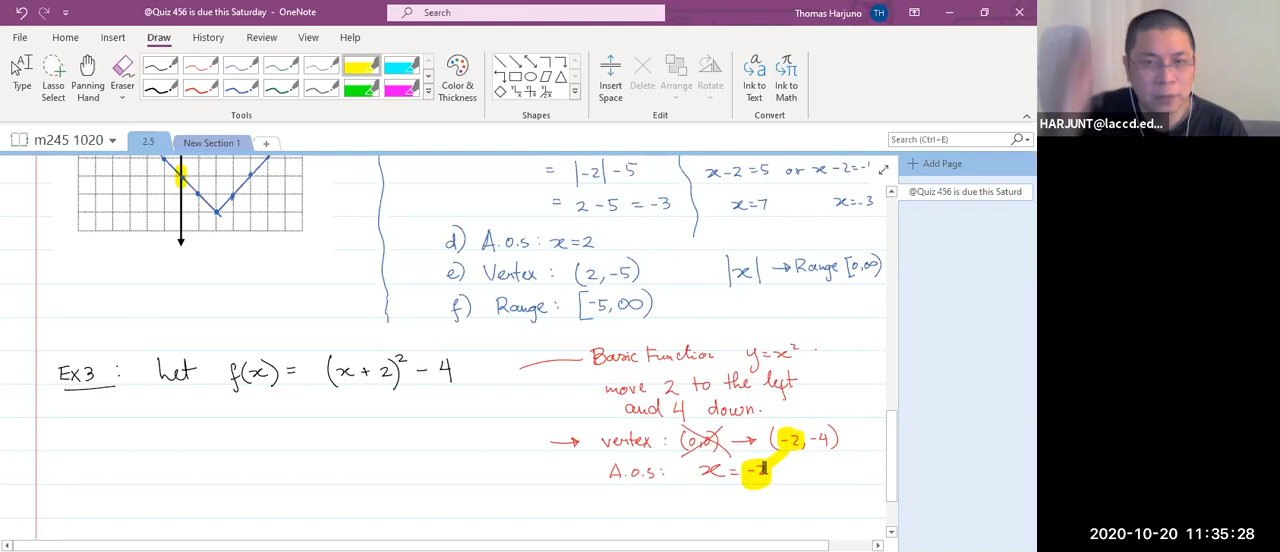 @Quiz 456 is due this Saturday - OneNote
Search
Thomas Harjuno
TH
File Home Insert Draw History Review View Help
Type
Lasso Select
Panning Hand
Eraser
Color & Thickness
Insert Space
Delete
Arrange
Rotate
Ink to Text
Ink to Math
Tools
Shapes
Edit
Convert
HARJUNT@laccd.ed...
m245 1020
2.5
New Section 1
Search (Ctrl+E)
Add Page
@Quiz 456 is due this Saturd
= |-2| - 5
= 2 - 5 = -3
x-2 = 5 or x-2=-
x=7 x=-3
d) A.o.s: x=2
e) Vertex : (2, -5)
f) Range : [-5, ∞)
|x| → Range [0,∞)
Ex 3 : Let f(x) = (x + 2)² - 4
Basic Function y = x²
move 2 to the left
and 4 down.
→ vertex : (0,0) → (-2, -4)
A.o.s: x = -2
2020-10-20 11:35:28